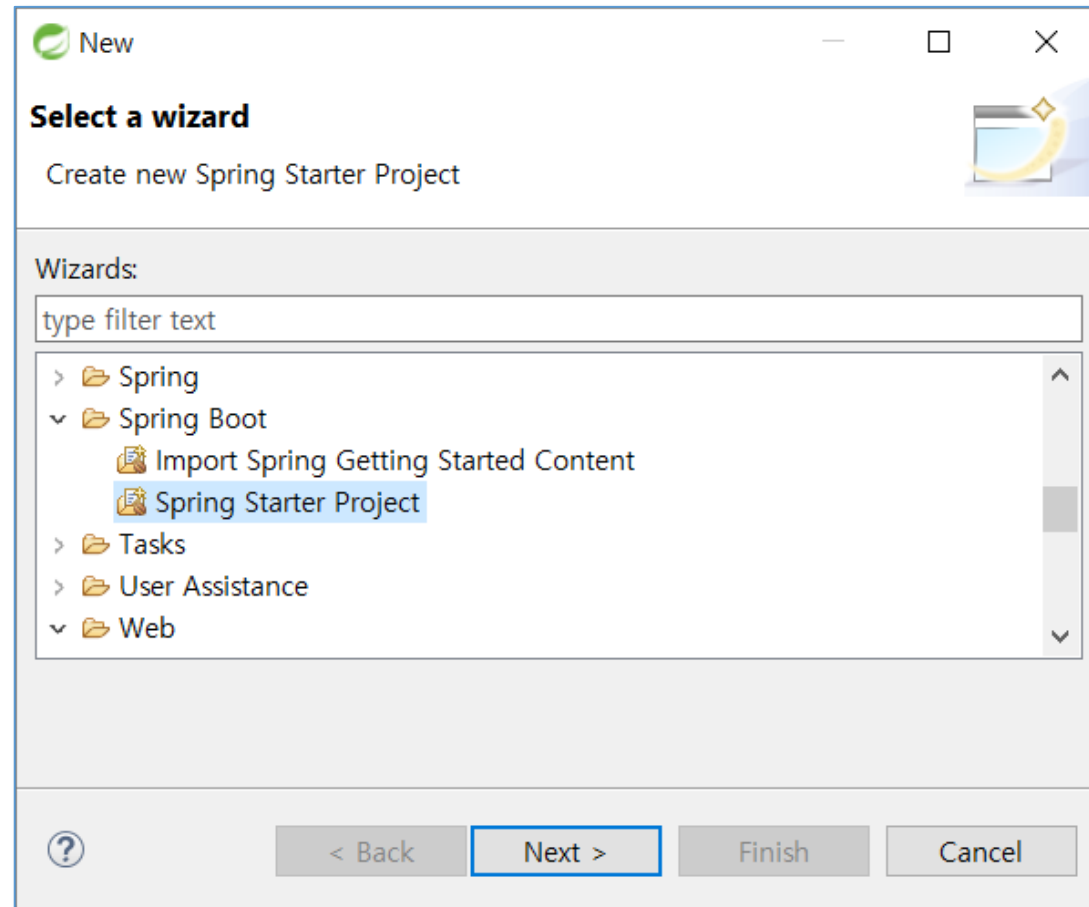 New
Select a wizard
Create new Spring Starter Project
Wizards:
type filter text
Spring
Spring Boot
Import Spring Getting Started Content
Spring Starter Project
Tasks
User Assistance
Web
?
< Back
Next >
Finish
Cancel